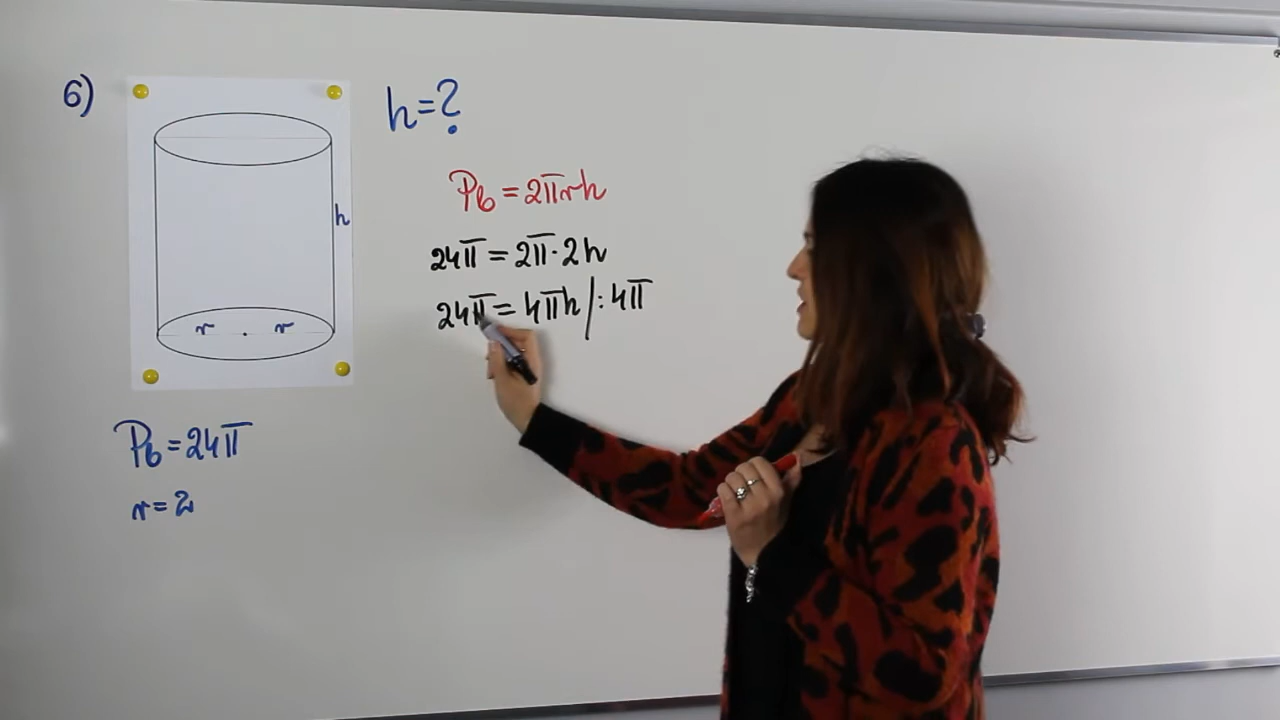 6)
h=?
h
r r
Pb = 2πrh
24π = 2π·2h
24π = 4πh /:4π
Pb = 24π
r = 2